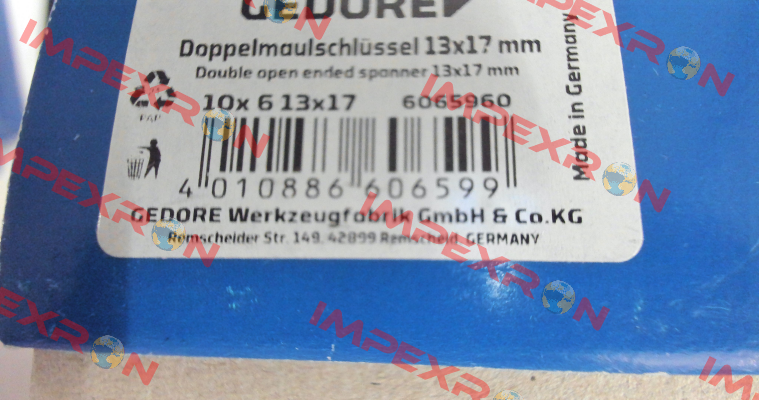 GEDORE
Doppelmaulschlüssel 13x17 mm
Double open ended spanner 13x17 mm
10x 6 13x17 6065960
PAP
4 010886 606599
GEDORE Werkzeugfabrik GmbH & Co.KG
Remscheider Str. 149, 42899 Remscheid, GERMANY
Made in Germany
IMPEXRON
IMPEXRON
IMPEXRON
IMPEXRON
IMPEXRON
IMPEXRON